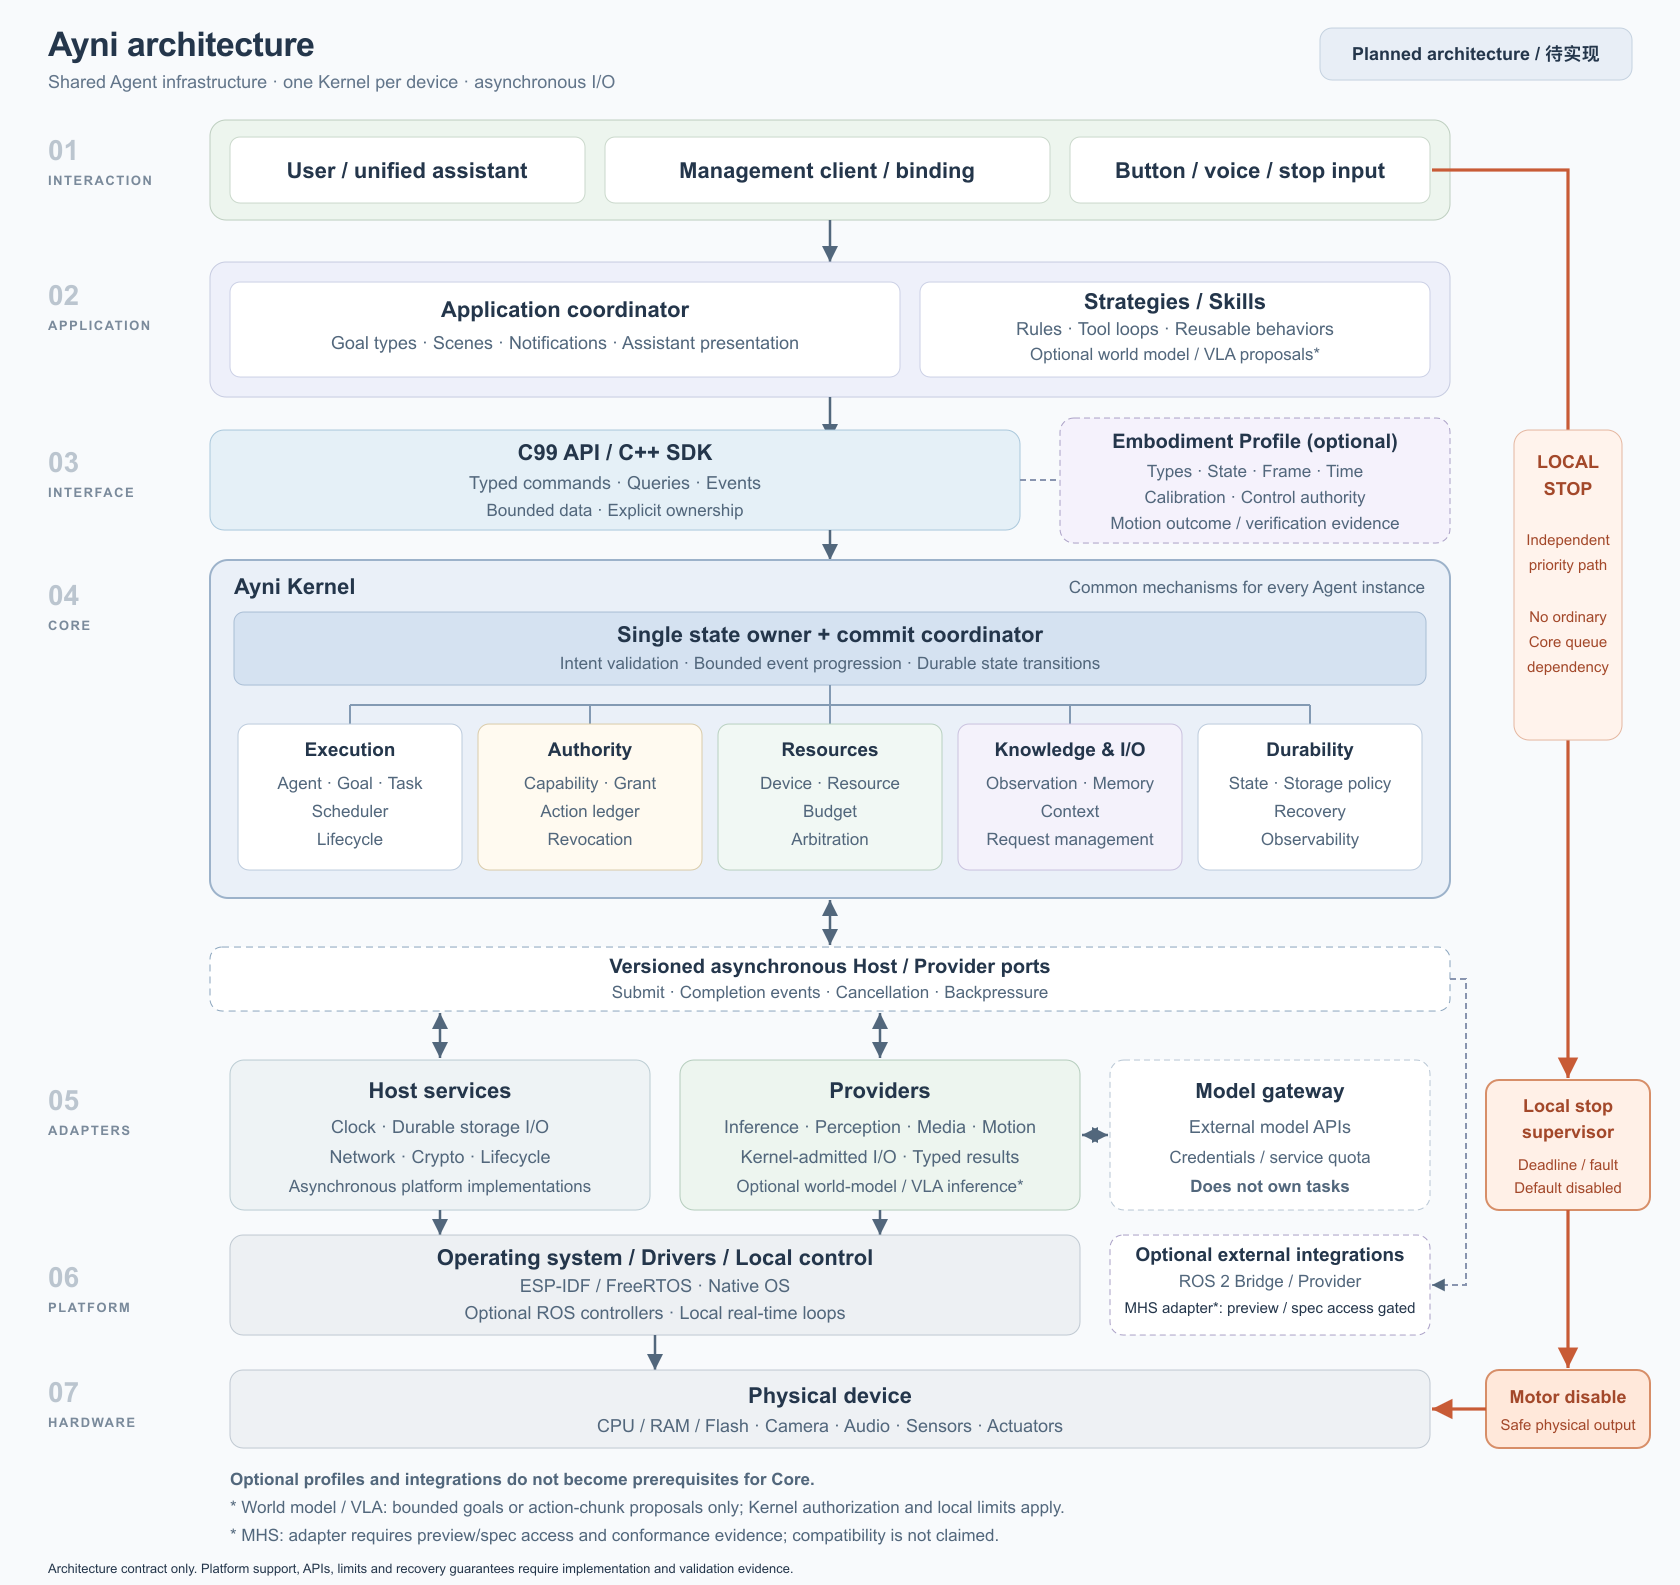 Ayni architecture
Shared Agent infrastructure · one Kernel per device · asynchronous I/O
Planned architecture / 待实现
01
INTERACTION
User / unified assistant
Management client / binding
Button / voice / stop input
02
APPLICATION
Application coordinator
Goal types · Scenes · Notifications · Assistant presentation
Strategies / Skills
Rules · Tool loops · Reusable behaviors
Optional world model / VLA proposals*
03
INTERFACE
C99 API / C++ SDK
Typed commands · Queries · Events
Bounded data · Explicit ownership
Embodiment Profile (optional)
Types · State · Frame · Time
Calibration · Control authority
Motion outcome / verification evidence
LOCAL
STOP
Independent
priority path
No ordinary
Core queue
dependency
04
CORE
Ayni Kernel
Common mechanisms for every Agent instance
Single state owner + commit coordinator
Intent validation · Bounded event progression · Durable state transitions
Execution
Agent · Goal · Task
Scheduler
Lifecycle
Authority
Capability · Grant
Action ledger
Revocation
Resources
Device · Resource
Budget
Arbitration
Knowledge & I/O
Observation · Memory
Context
Request management
Durability
State · Storage policy
Recovery
Observability
Versioned asynchronous Host / Provider ports
Submit · Completion events · Cancellation · Backpressure
05
ADAPTERS
Host services
Clock · Durable storage I/O
Network · Crypto · Lifecycle
Asynchronous platform implementations
Providers
Inference · Perception · Media · Motion
Kernel-admitted I/O · Typed results
Optional world-model / VLA inference*
Model gateway
External model APIs
Credentials / service quota
Does not own tasks
Local stop
supervisor
Deadline / fault
Default disabled
06
PLATFORM
Operating system / Drivers / Local control
ESP-IDF / FreeRTOS · Native OS
Optional ROS controllers · Local real-time loops
Optional external integrations
ROS 2 Bridge / Provider
MHS adapter*: preview / spec access gated
07
HARDWARE
Physical device
CPU / RAM / Flash · Camera · Audio · Sensors · Actuators
Motor disable
Safe physical output
Optional profiles and integrations do not become prerequisites for Core.
* World model / VLA: bounded goals or action-chunk proposals only; Kernel authorization and local limits apply.
* MHS: adapter requires preview/spec access and conformance evidence; compatibility is not claimed.
Architecture contract only. Platform support, APIs, limits and recovery guarantees require implementation and validation evidence.